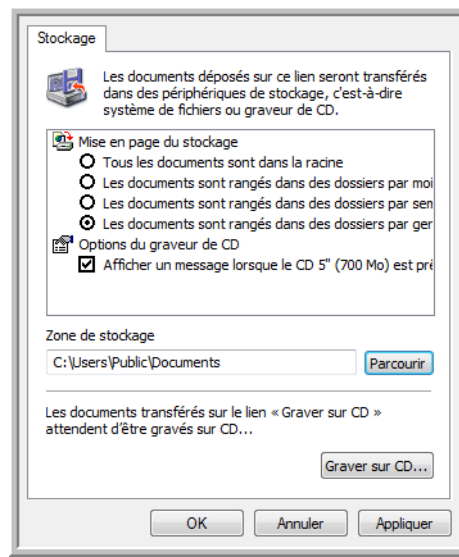 Stockage
Les documents déposés sur ce lien seront transférés
dans des périphériques de stockage, c'est-à-dire
système de fichiers ou graveur de CD.
Mise en page du stockage
Tous les documents sont dans la racine
Les documents sont rangés dans des dossiers par moi
Les documents sont rangés dans des dossiers par sem
Les documents sont rangés dans des dossiers par ger
Options du graveur de CD
Afficher un message lorsque le CD 5" (700 Mo) est pré
Zone de stockage
C:\Users\Public\Documents
Parcourir
Les documents transférés sur le lien « Graver sur CD »
attendent d'être gravés sur CD...
Graver sur CD...
OK
Annuler
Appliquer